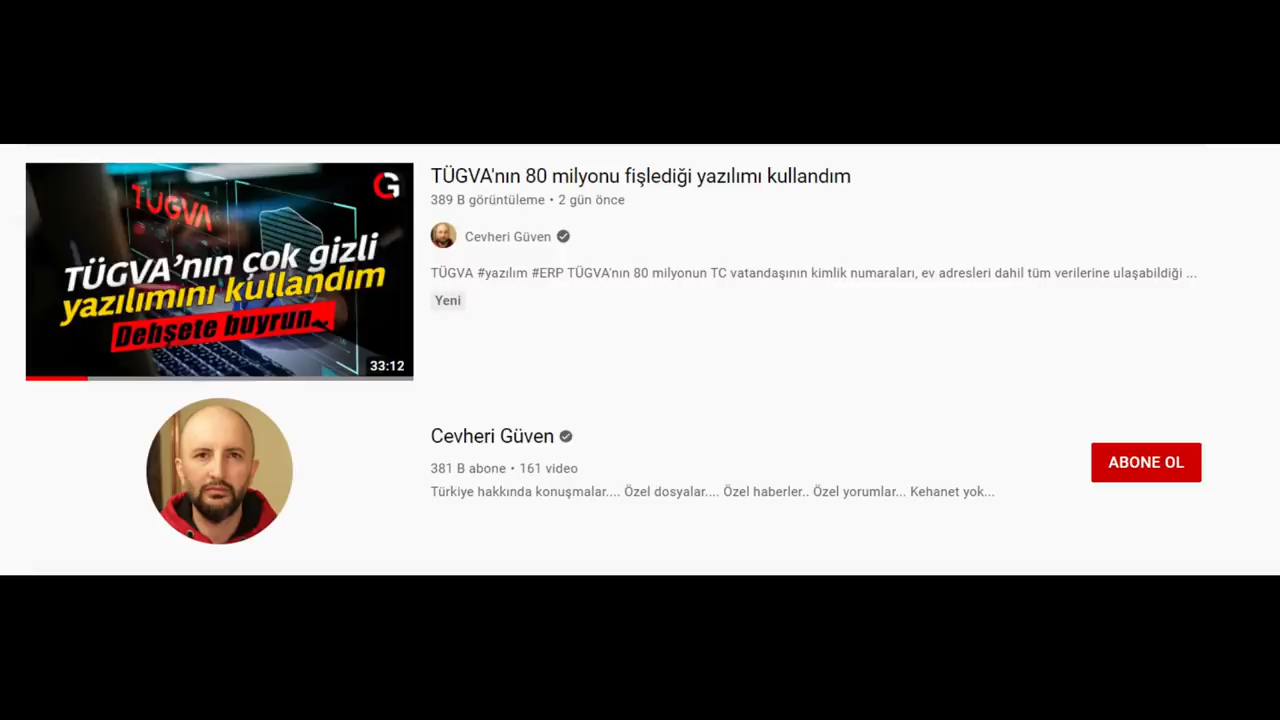 TÜGVA
TÜGVA'nın çok gizli
yazılımını kullandım
Dehşete buyrun...
33:12
TÜGVA'nın 80 milyonu fişlediği yazılımı kullandım
389 B görüntüleme • 2 gün önce
Cevheri Güven
TÜGVA #yazılım #ERP TÜGVA'nın 80 milyonun TC vatandaşının kimlik numaraları, ev adresleri dahil tüm verilerine ulaşabildiği ...
Yeni
Cevheri Güven
381 B abone • 161 video
Türkiye hakkında konuşmalar.... Özel dosyalar.... Özel haberler.. Özel yorumlar... Kehanet yok...
ABONE OL